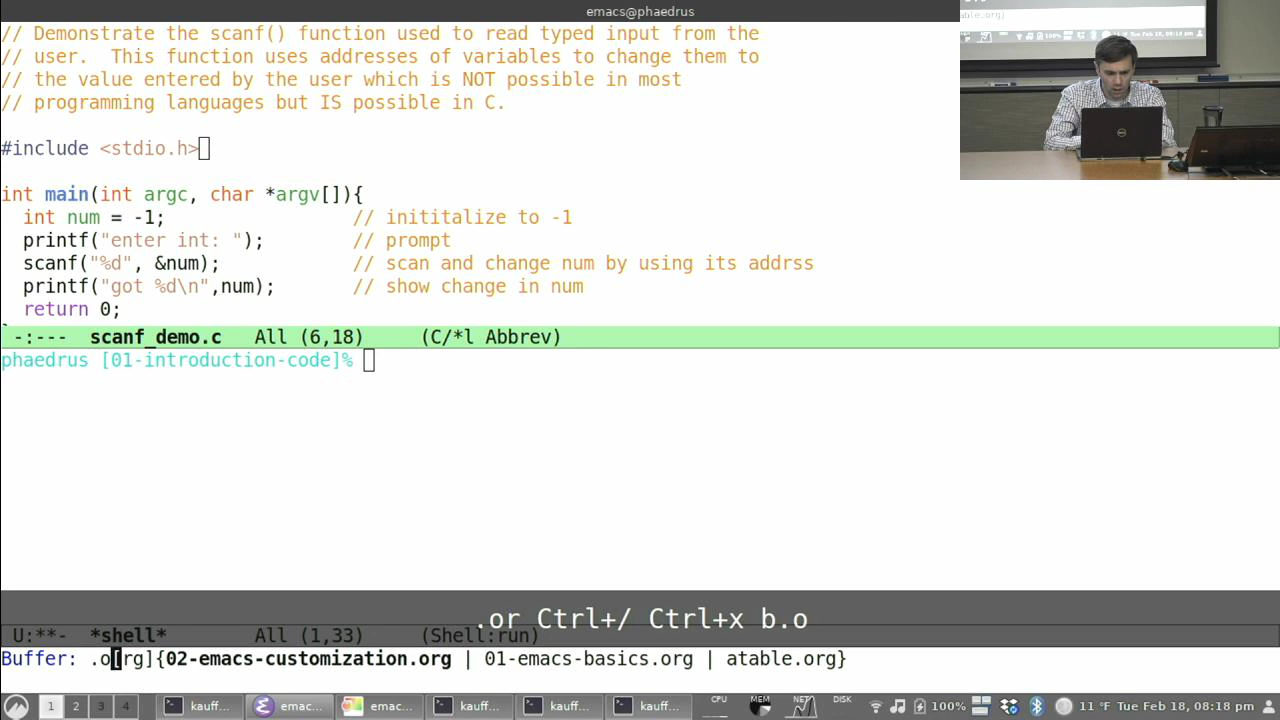 emacs@phaedrus
// Demonstrate the scanf() function used to read typed input from the
// user.  This function uses addresses of variables to change them to
// the value entered by the user which is NOT possible in most
// programming languages but IS possible in C.
#include <stdio.h>
int main(int argc, char *argv[]){
  int num = -1;                 // inititalize to -1
  printf("enter int: ");        // prompt
  scanf("%d", &num);            // scan and change num by using its addrss
  printf("got %d\n",num);       // show change in num
  return 0;
-:---  scanf_demo.c   All (6,18)     (C/*l Abbrev)
phaedrus [01-introduction-code]%
.or Ctrl+/ Ctrl+x b.o
U:**-  *shell*        All (1,33)     (Shell:run)
Buffer: .o[rg]{02-emacs-customization.org | 01-emacs-basics.org | atable.org}
1 2 3 4 kauff... emac... emac... kauff... kauff... kauff... CPU MEM NET DISK 100% 11 °F Tue Feb 18, 08:18 pm